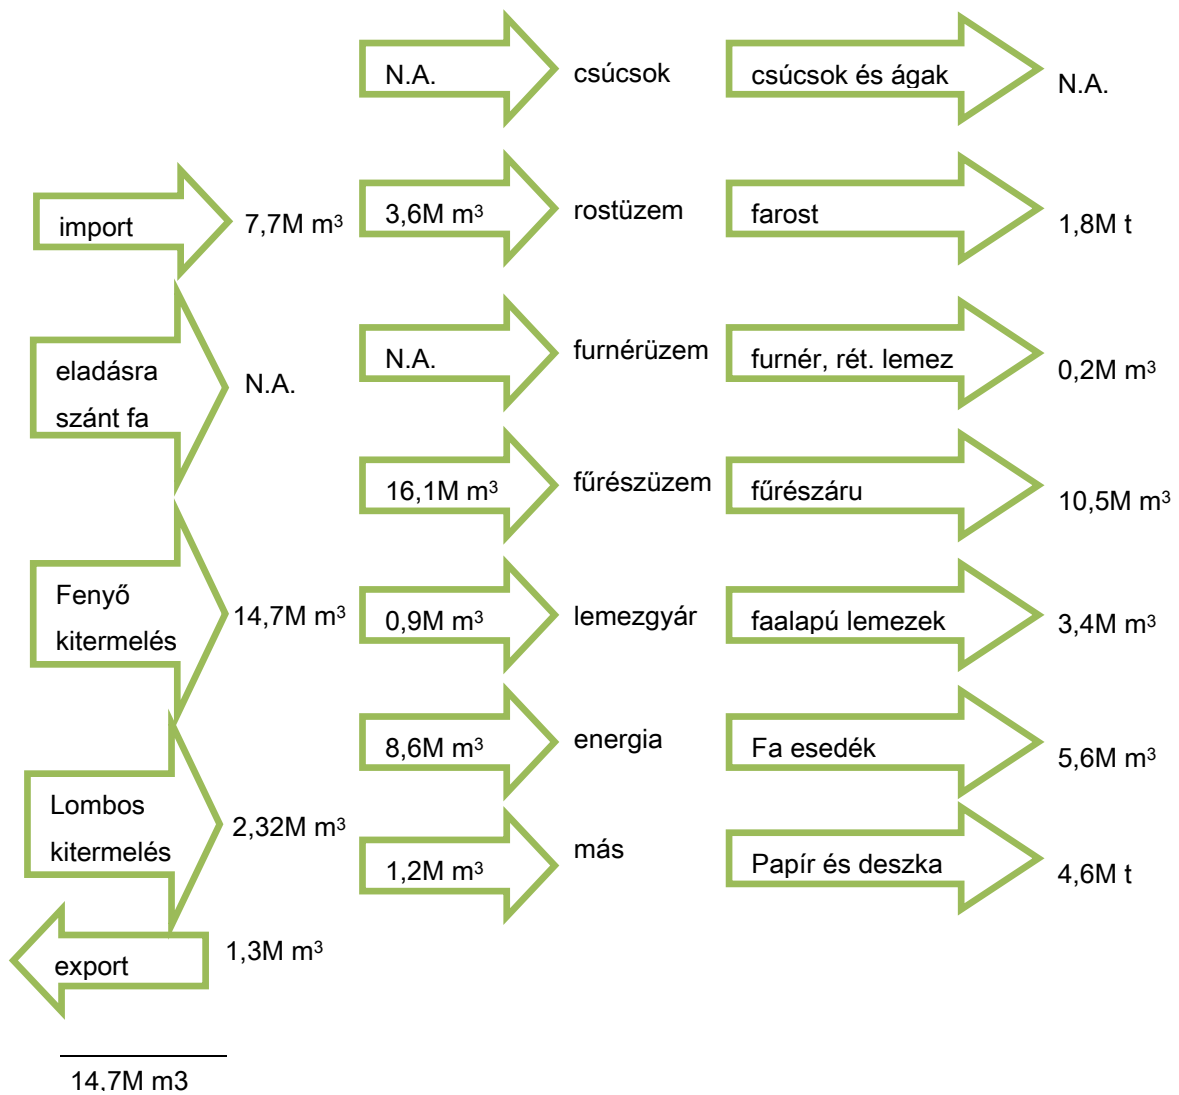 N.A.
csúcsok
csúcsok és ágak
N.A.
import
7,7M m³
3,6M m³
rostüzem
farost
1,8M t
eladásra
szánt fa
N.A.
N.A.
furnérüzem
furnér, rét. lemez
0,2M m³
16,1M m³
fűrészüzem
fűrészáru
10,5M m³
Fenyő
kitermelés
14,7M m³
0,9M m³
lemezgyár
faalapú lemezek
3,4M m³
8,6M m³
energia
Fa esedék
5,6M m³
Lombos
kitermelés
2,32M m³
1,2M m³
más
Papír és deszka
4,6M t
export
1,3M m³
14,7M m3